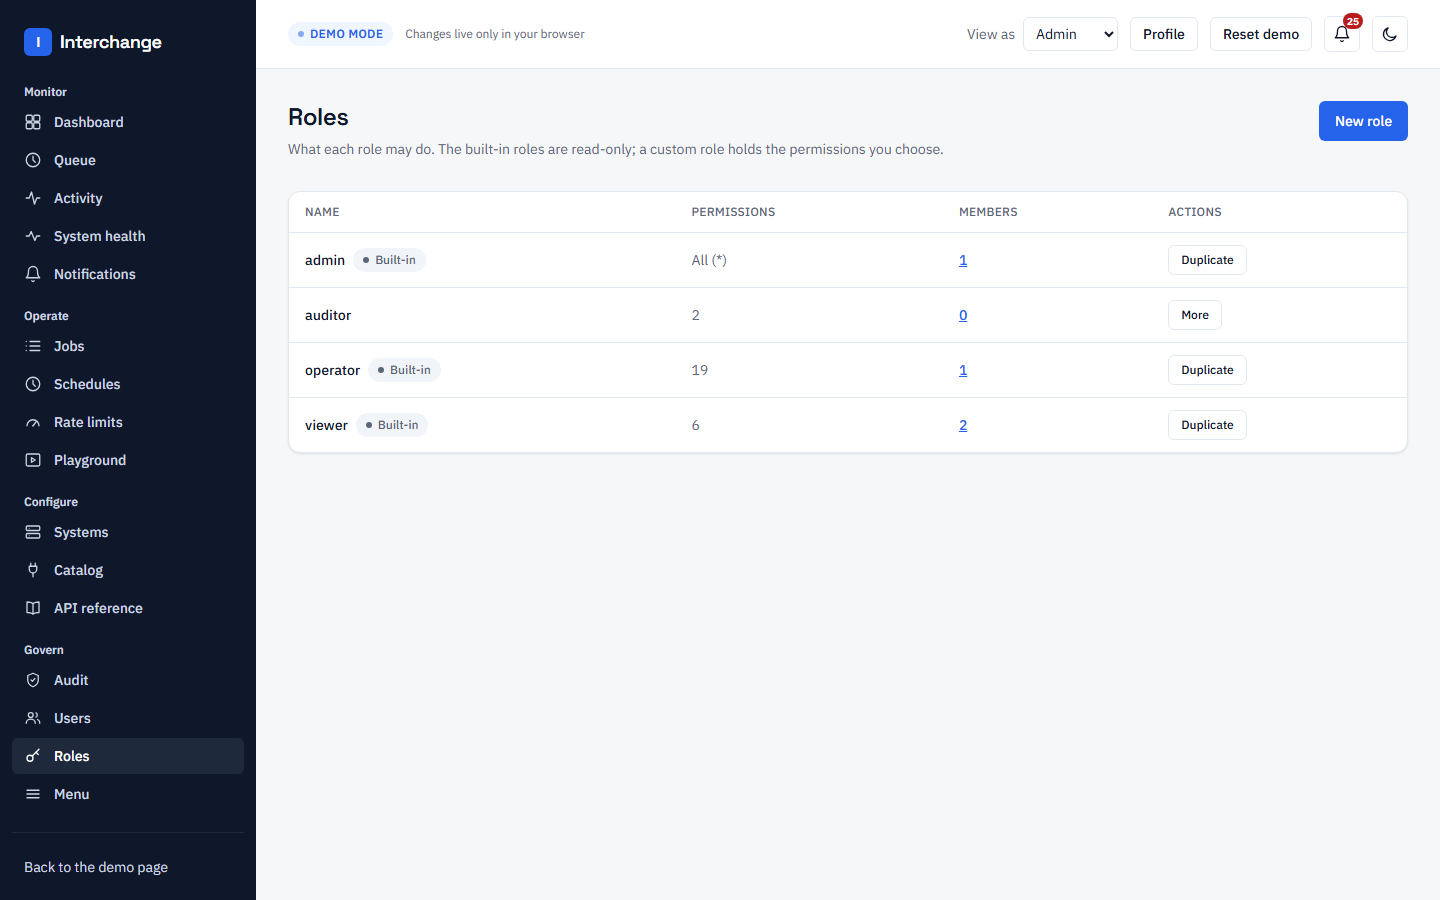 I Interchange
Monitor
Dashboard
Queue
Activity
System health
Notifications
Operate
Jobs
Schedules
Rate limits
Playground
Configure
Systems
Catalog
API reference
Govern
Audit
Users
Roles
Menu
Back to the demo page
DEMO MODE Changes live only in your browser View as Admin Profile Reset demo 25
Roles
New role
What each role may do. The built-in roles are read-only; a custom role holds the permissions you choose.
NAME PERMISSIONS MEMBERS ACTIONS
admin Built-in All (*) 1 Duplicate
auditor 2 0 More
operator Built-in 19 1 Duplicate
viewer Built-in 6 2 Duplicate